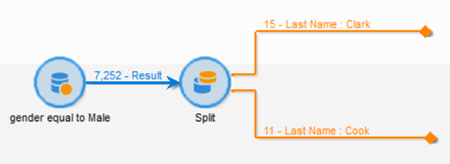 15 - Last Name : Clark
7,252 - Result
gender equal to Male
Split
11 - Last Name : Cook